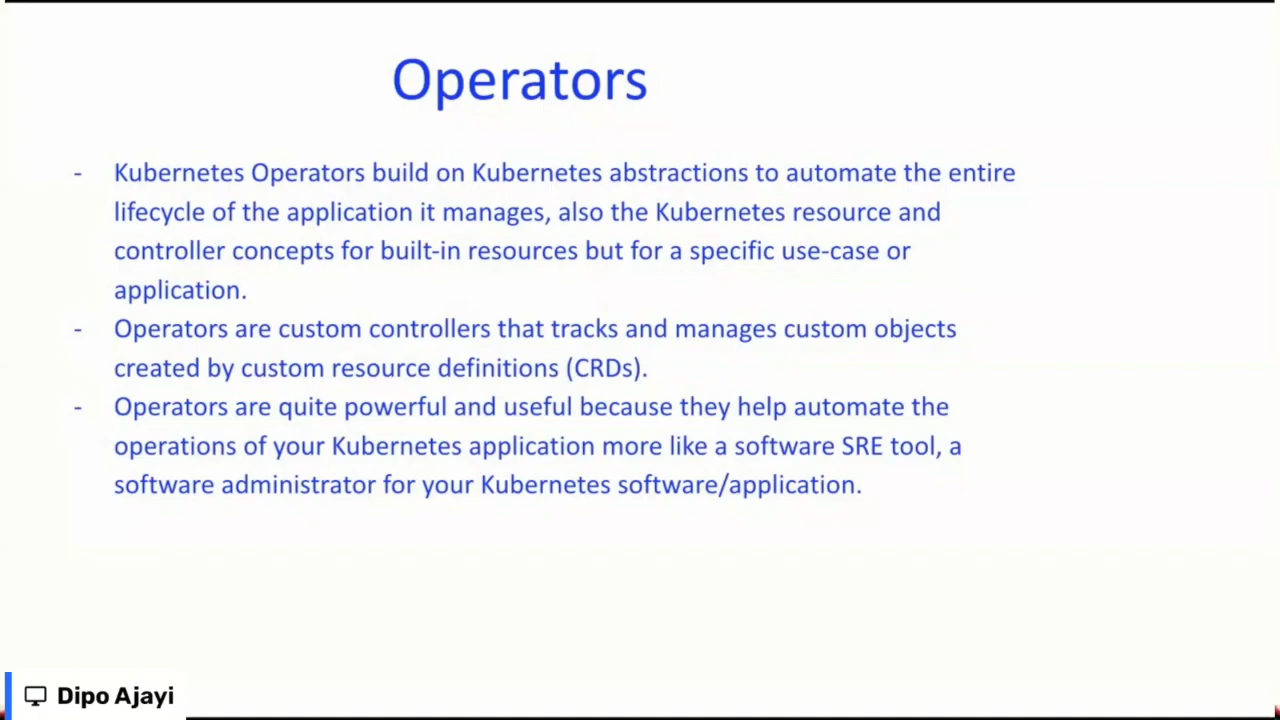 Operators
- Kubernetes Operators build on Kubernetes abstractions to automate the entire
lifecycle of the application it manages, also the Kubernetes resource and
controller concepts for built-in resources but for a specific use-case or
application.
- Operators are custom controllers that tracks and manages custom objects
created by custom resource definitions (CRDs).
- Operators are quite powerful and useful because they help automate the
operations of your Kubernetes application more like a software SRE tool, a
software administrator for your Kubernetes software/application.
Dipo Ajayi